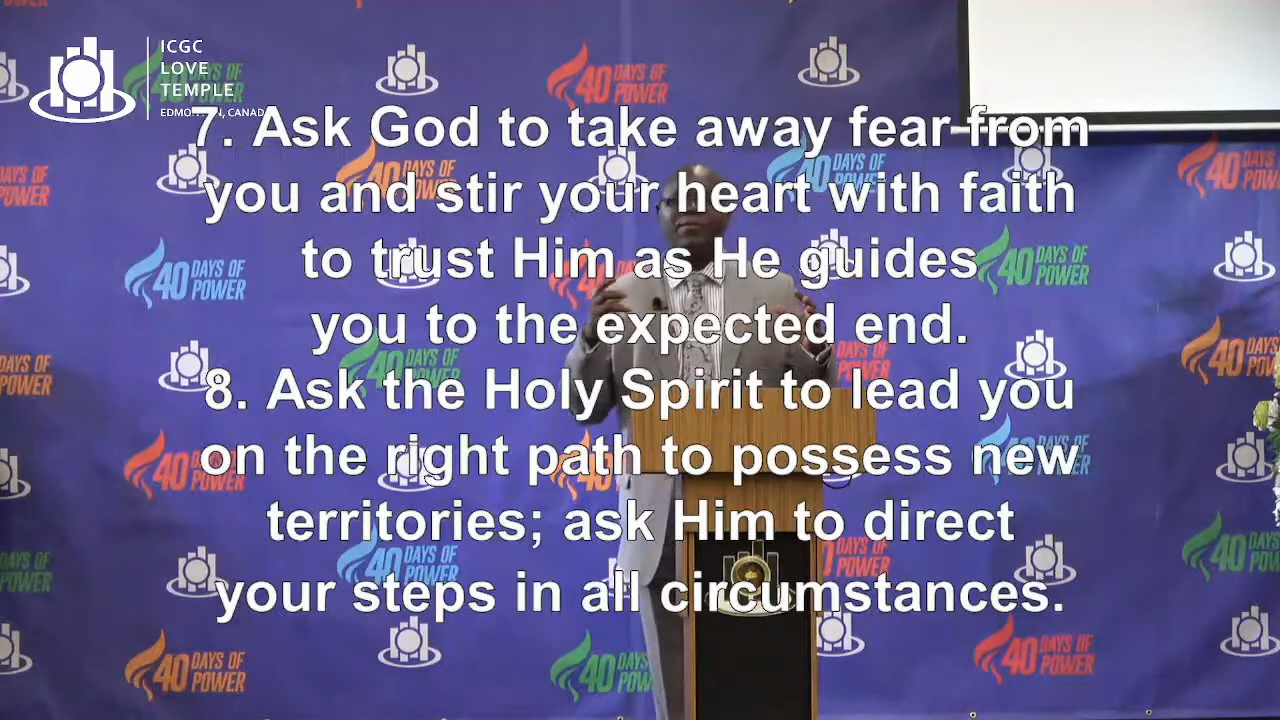 ICGC
LOVE
TEMPLE
EDMONTON, CANADA
7. Ask God to take away fear from
you and stir your heart with faith
to trust Him as He guides
you to the expected end.
8. Ask the Holy Spirit to lead you
on the right path to possess new
territories; ask Him to direct
your steps in all circumstances.
40 DAYS OF
POWER